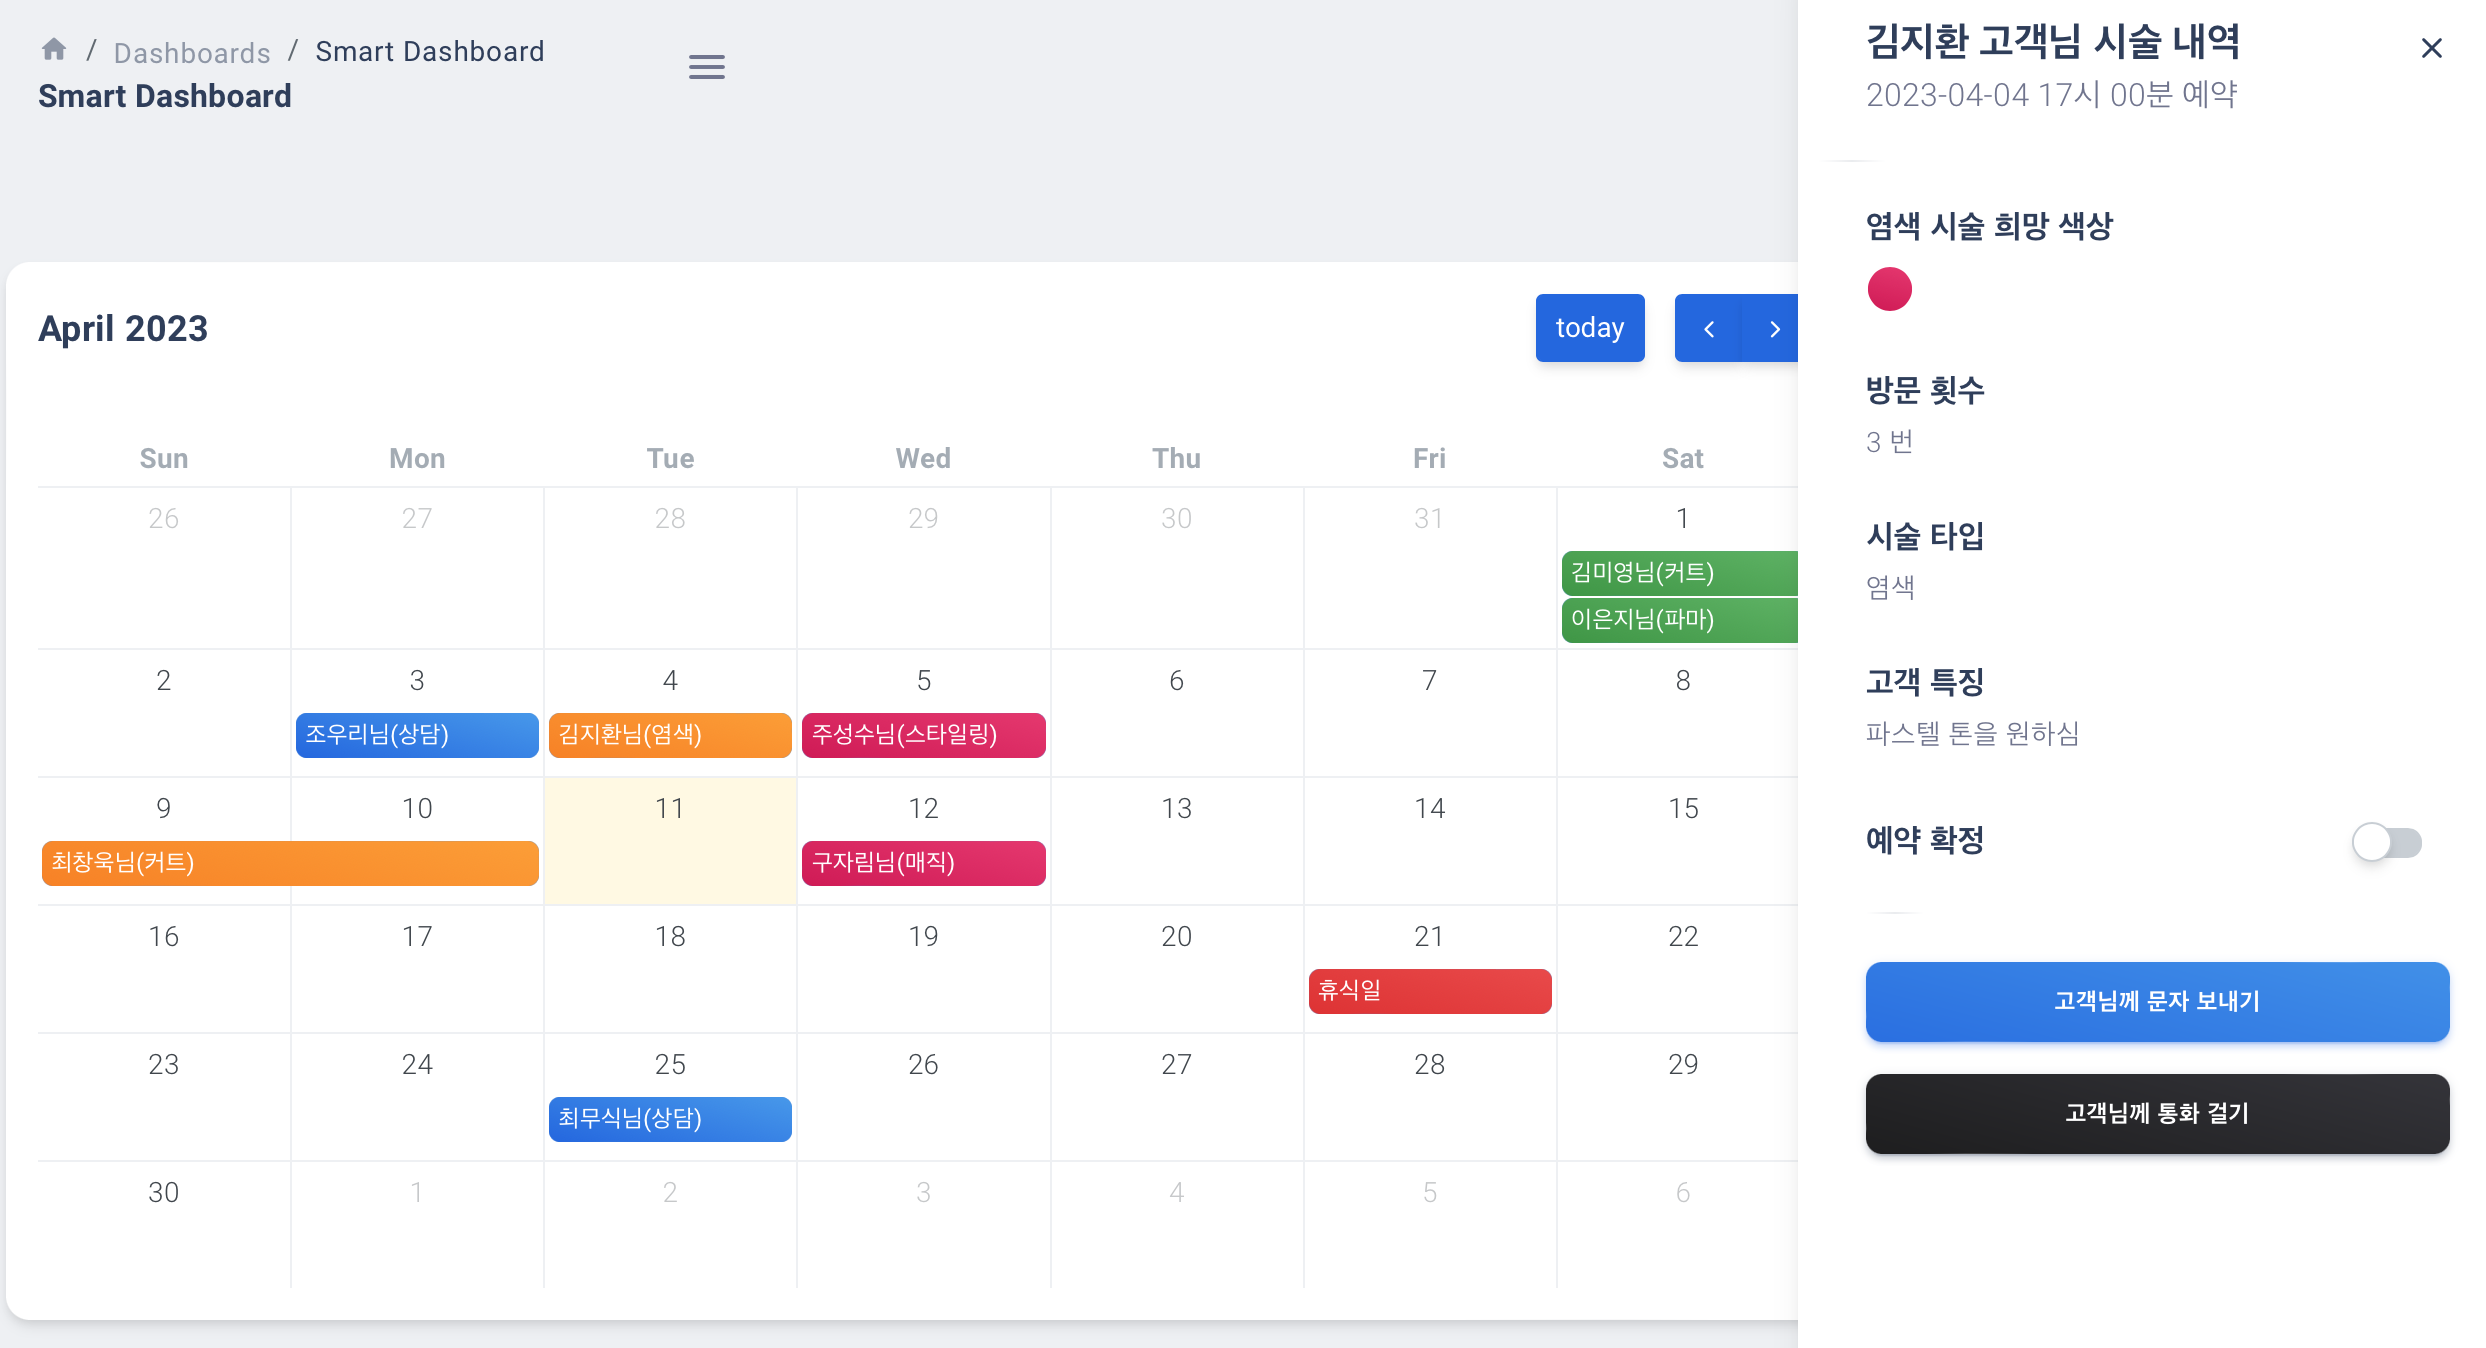 / Dashboards / Smart Dashboard
Smart Dashboard
April 2023
today
Sun Mon Tue Wed Thu Fri Sat
26 27 28 29 30 31 1
김미영님(커트)
이은지님(파마)
2 3 4 5 6 7 8
조우리님(상담) 김지환님(염색) 주성수님(스타일링)
9 10 11 12 13 14 15
최창욱님(커트) 구자림님(매직)
16 17 18 19 20 21 22
휴식일
23 24 25 26 27 28 29
최무식님(상담)
30 1 2 3 4 5 6
김지환 고객님 시술 내역
2023-04-04 17시 00분 예약
염색 시술 희망 색상
방문 횟수
3 번
시술 타입
염색
고객 특징
파스텔 톤을 원하심
예약 확정
고객님께 문자 보내기
고객님께 통화 걸기